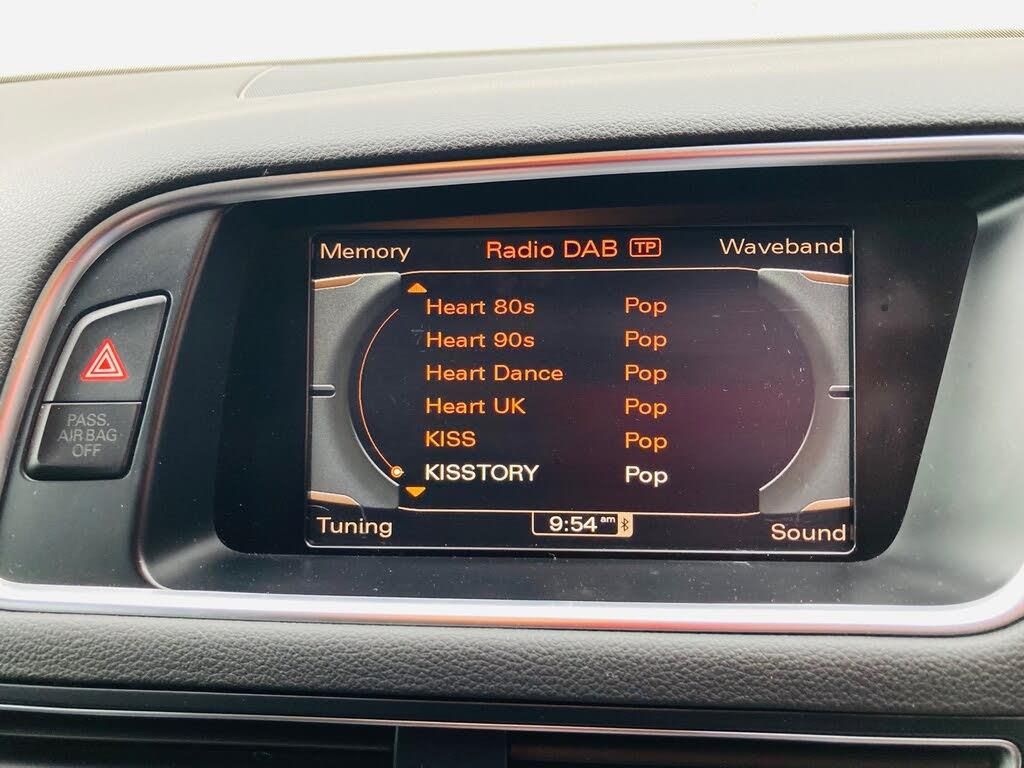 Memory Radio DAB TP Waveband
Heart 80s Pop
Heart 90s Pop
Heart Dance Pop
Heart UK Pop
KISS Pop
KISSTORY Pop
Tuning 9:54 am Sound
PASS.
AIR BAG
OFF